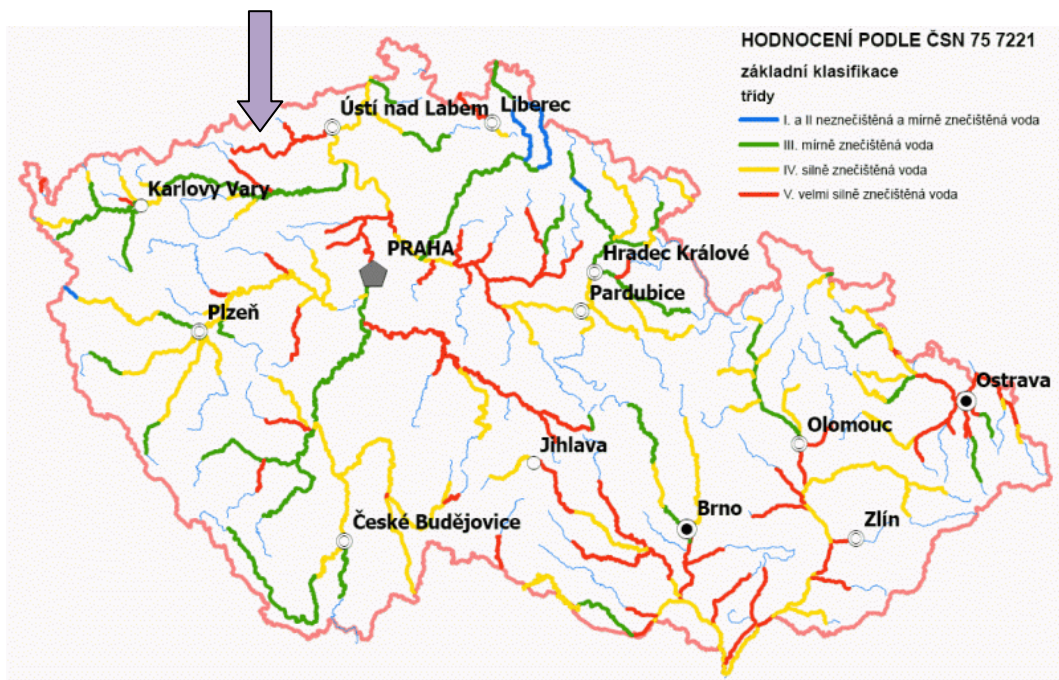 HODNOCENÍ PODLE ČSN 75 7221
základní klasifikace
třídy
I. a II neznečištěná a mírně znečištěná voda
III. mírně znečištěná voda
IV. silně znečištěná voda
V. velmi silně znečištěná voda
Ústí nad Labem
Liberec
Karlovy Vary
PRAHA
Hradec Králové
Pardubice
Plzeň
Ostrava
Olomouc
Jihlava
Brno
Zlín
České Budějovice